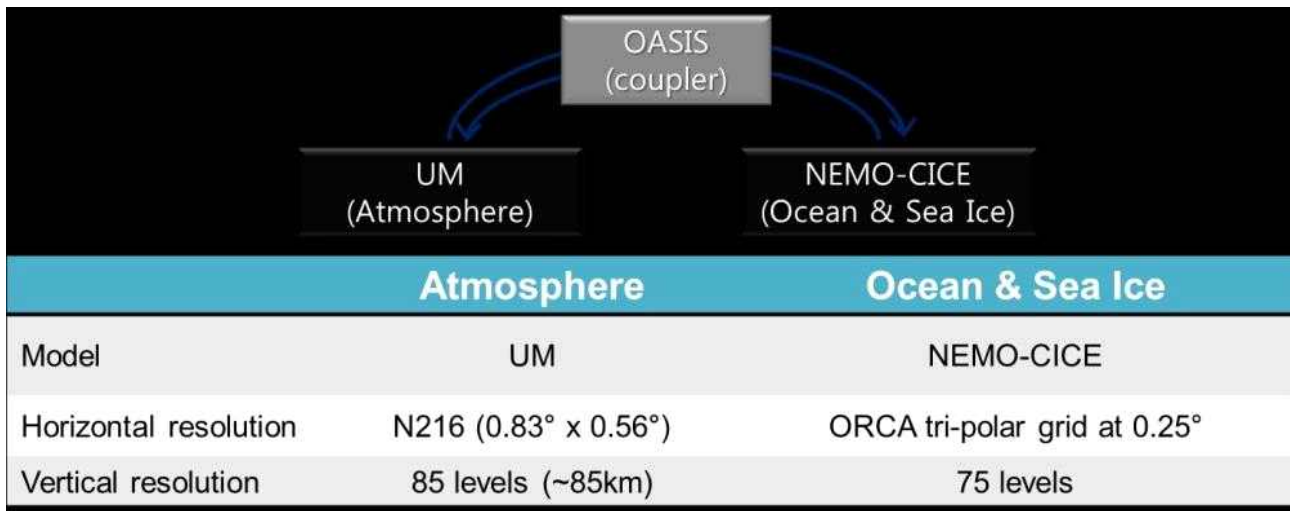 OASIS
(coupler)
UM
(Atmosphere)
NEMO-CICE
(Ocean & Sea Ice)
Atmosphere Ocean & Sea Ice
Model UM NEMO-CICE
Horizontal resolution N216 (0.83° x 0.56°) ORCA tri-polar grid at 0.25°
Vertical resolution 85 levels (~85km) 75 levels